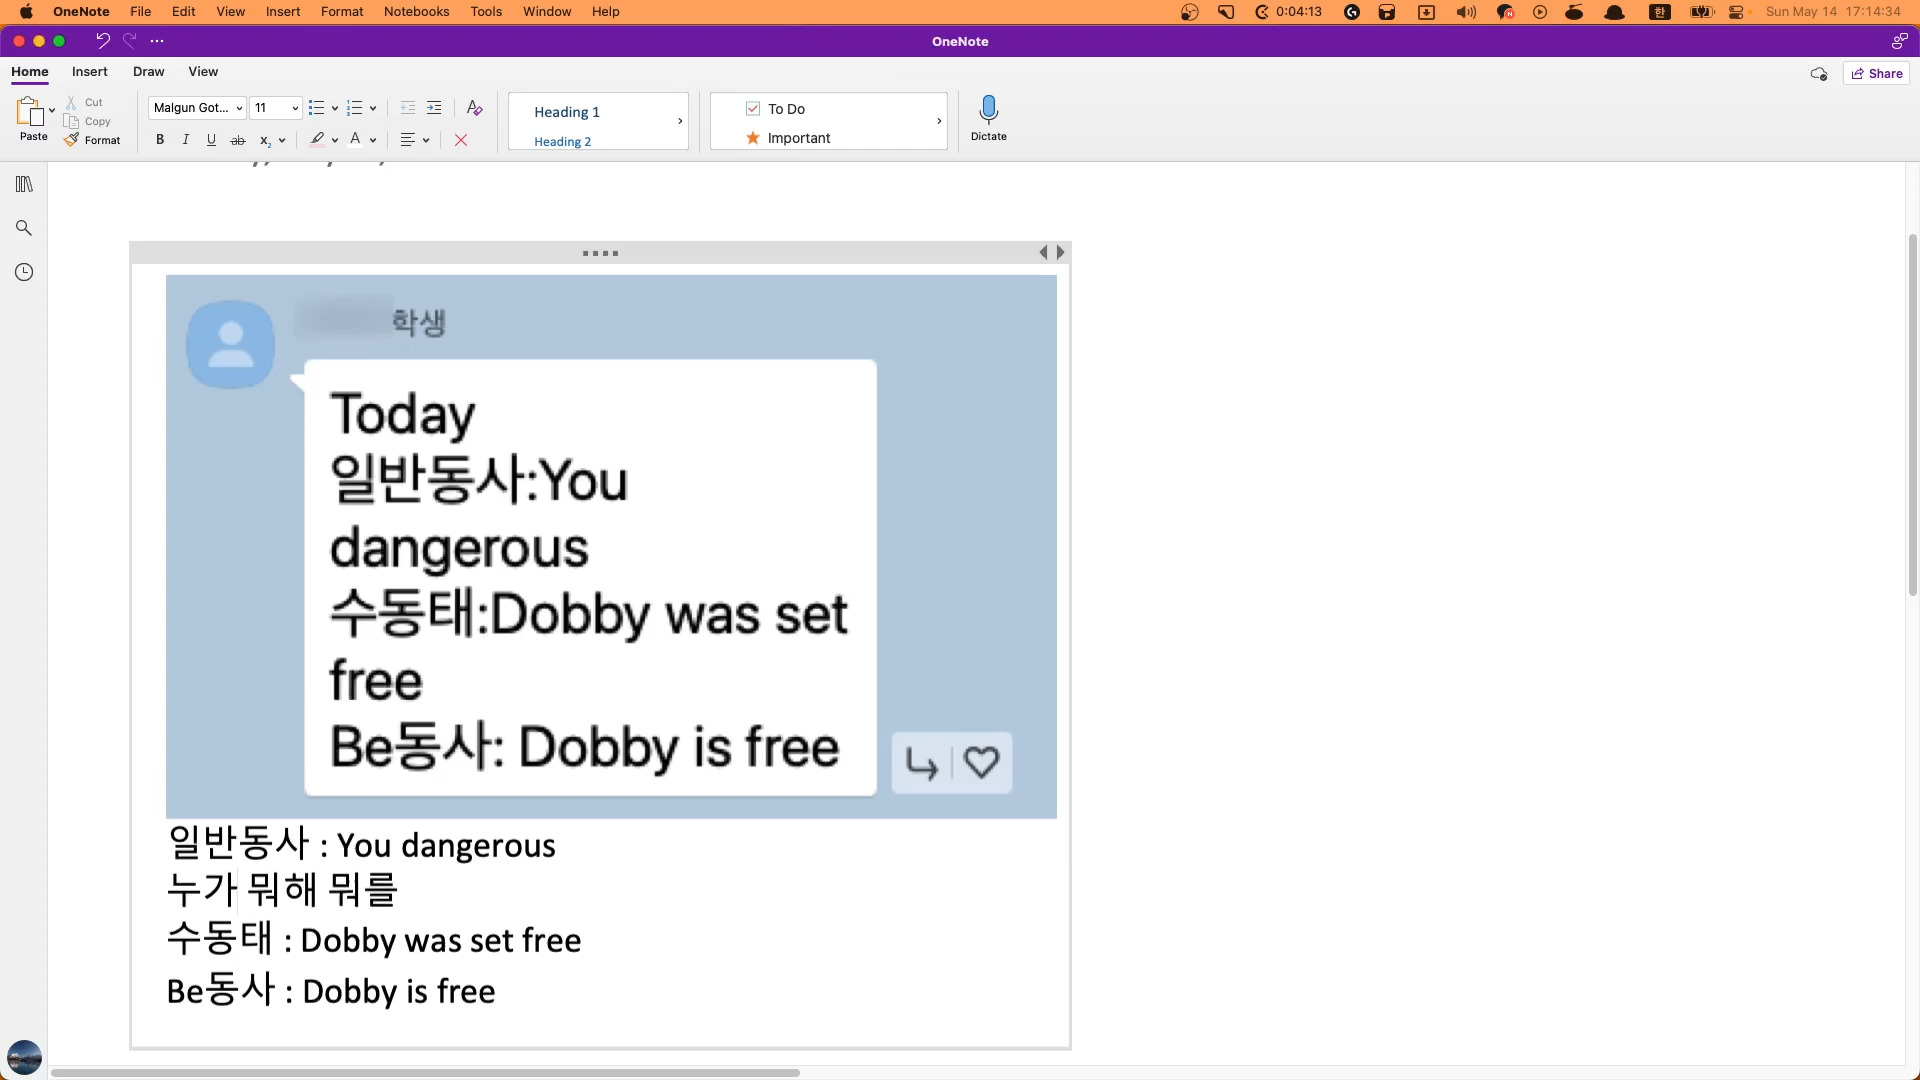 OneNote File Edit View Insert Format Notebooks Tools Window Help 0:04:13 한 Sun May 14 17:14:34
OneNote
Home Insert Draw View Share
Paste Cut Copy Format
Malgun Got... 11
B I U ab x₂ A
Heading 1
Heading 2
To Do
Important
Dictate
학생
Today
일반동사:You
dangerous
수동태:Dobby was set
free
Be동사: Dobby is free
일반동사 : You dangerous
누가 뭐해 뭐를
수동태 : Dobby was set free
Be동사 : Dobby is free